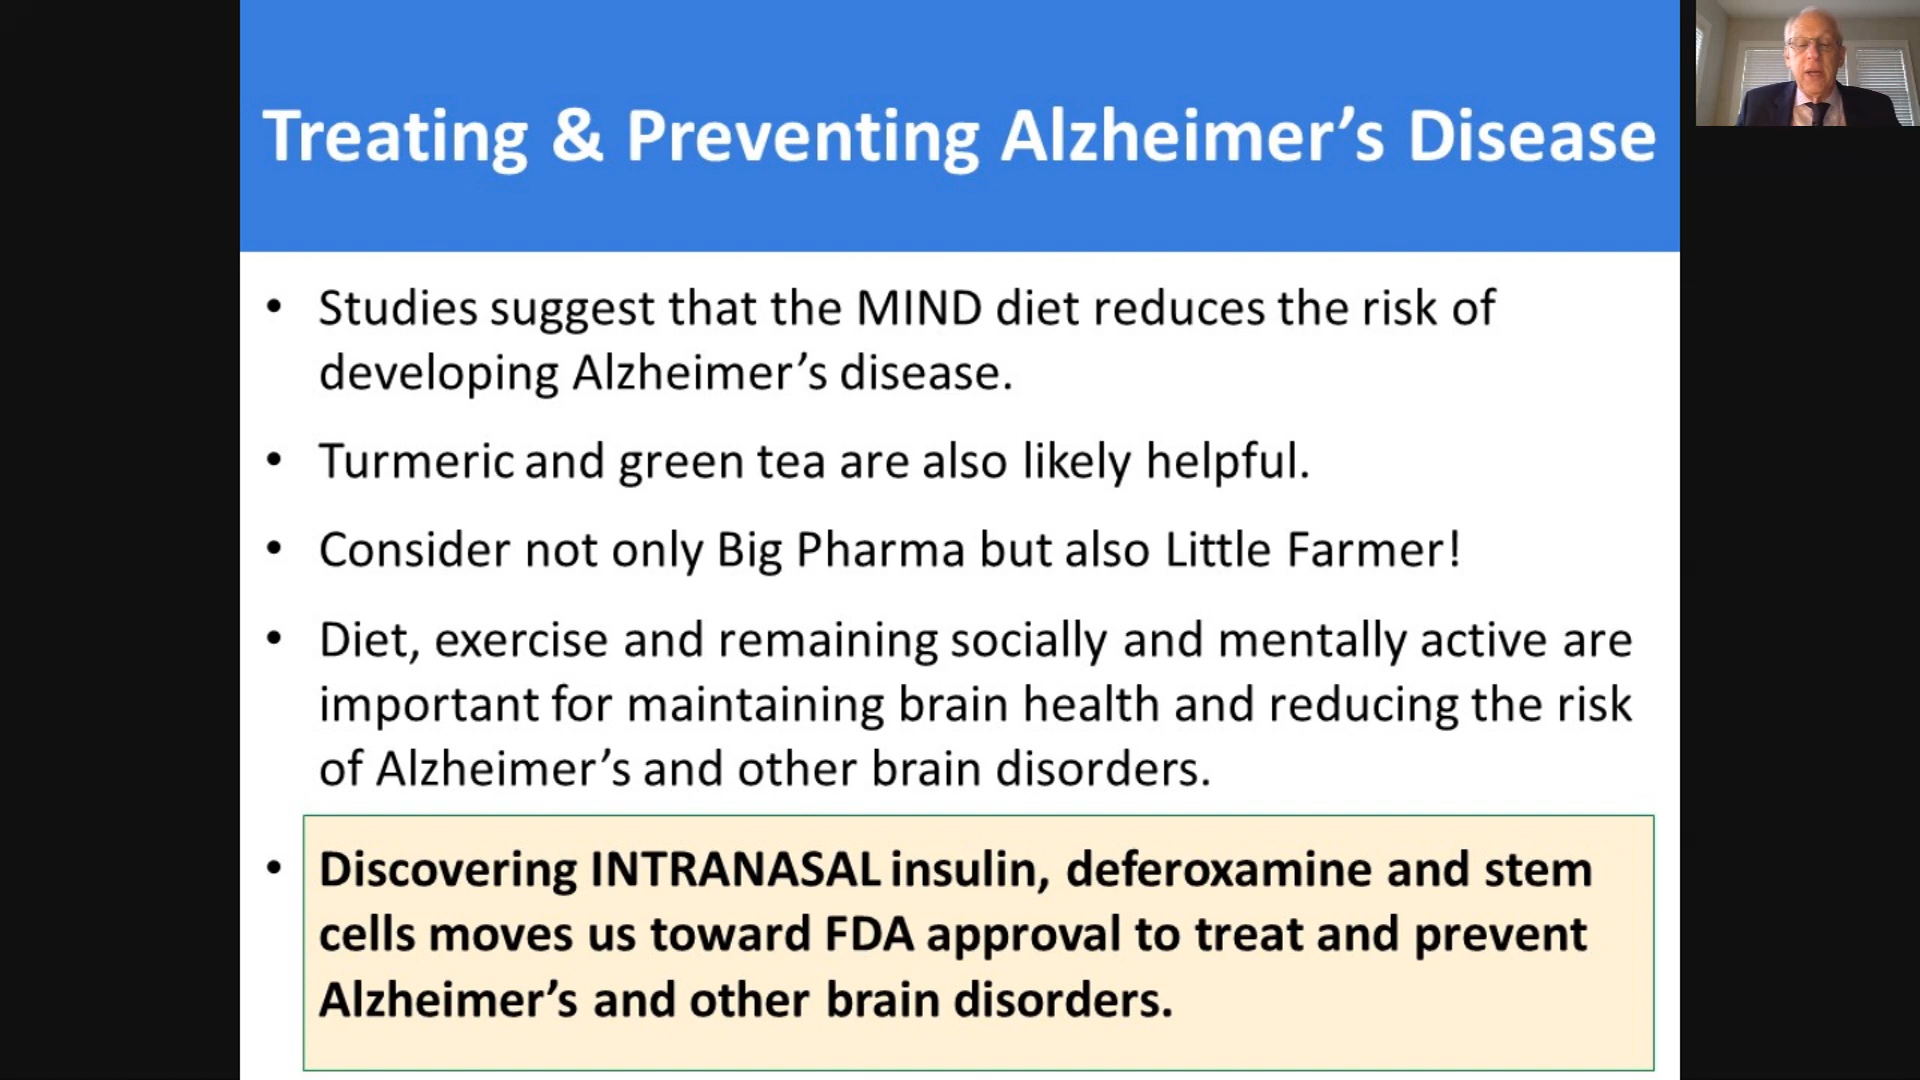 Treating & Preventing Alzheimer’s Disease
• Studies suggest that the MIND diet reduces the risk of
developing Alzheimer’s disease.
• Turmeric and green tea are also likely helpful.
• Consider not only Big Pharma but also Little Farmer!
• Diet, exercise and remaining socially and mentally active are
important for maintaining brain health and reducing the risk
of Alzheimer’s and other brain disorders.
• Discovering INTRANASAL insulin, deferoxamine and stem
cells moves us toward FDA approval to treat and prevent
Alzheimer’s and other brain disorders.